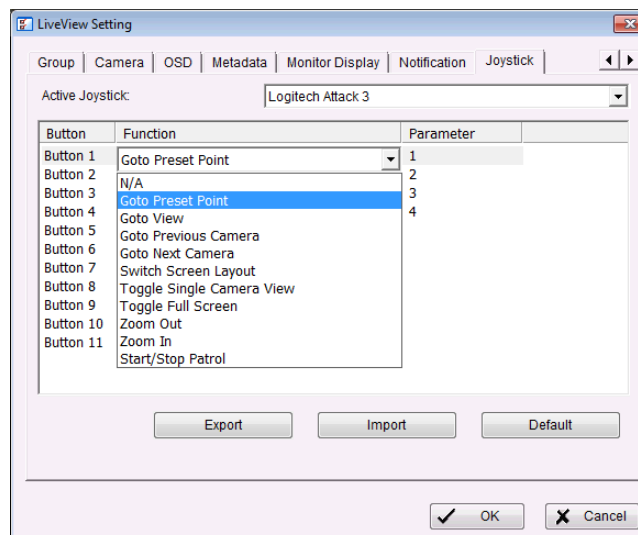 LiveView Setting
Group Camera OSD Metadata Monitor Display Notification Joystick
Active Joystick: Logitech Attack 3
Button Function Parameter
Button 1 Goto Preset Point 1
Button 2 N/A 2
Button 3 Goto Preset Point 3
Button 4 Goto View 4
Button 5 Goto Previous Camera
Button 6 Goto Next Camera
Button 7 Switch Screen Layout
Button 8 Toggle Single Camera View
Button 9 Toggle Full Screen
Button 10 Zoom Out
Button 11 Zoom In
Start/Stop Patrol
Export Import Default
OK Cancel